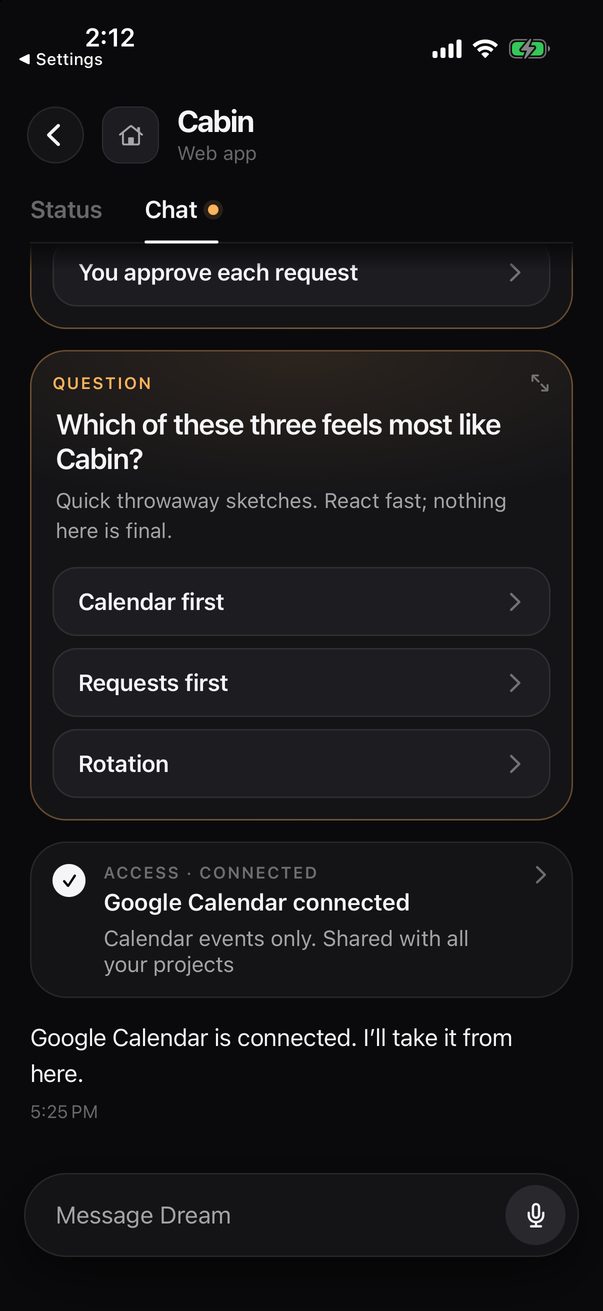 2:12
◀ Settings
Cabin
Web app
Status
Chat
You approve each request
QUESTION
Which of these three feels most like
Cabin?
Quick throwaway sketches. React fast; nothing
here is final.
Calendar first
Requests first
Rotation
ACCESS · CONNECTED
Google Calendar connected
Calendar events only. Shared with all
your projects
Google Calendar is connected. I’ll take it from
here.
5:25 PM
Message Dream